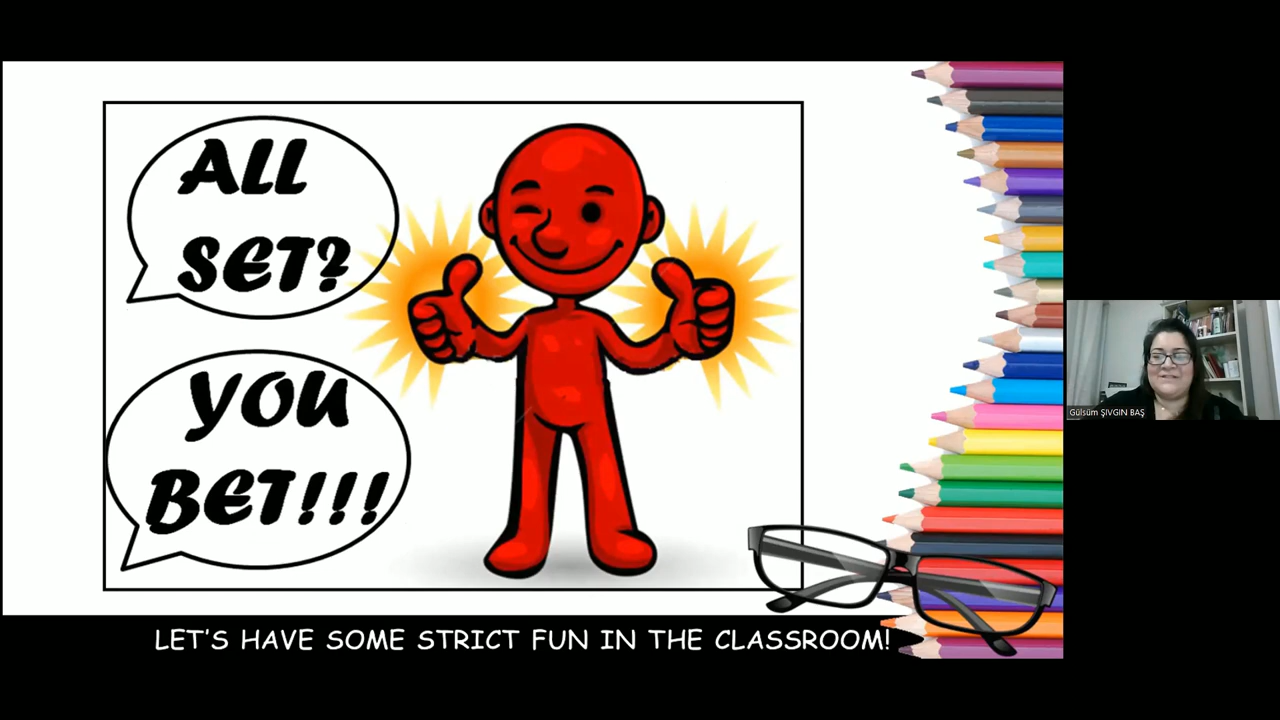 ALL
SET?
YOU
BET!!!
LET'S HAVE SOME STRICT FUN IN THE CLASSROOM!
Gülsüm ŞIVGIN BAŞ